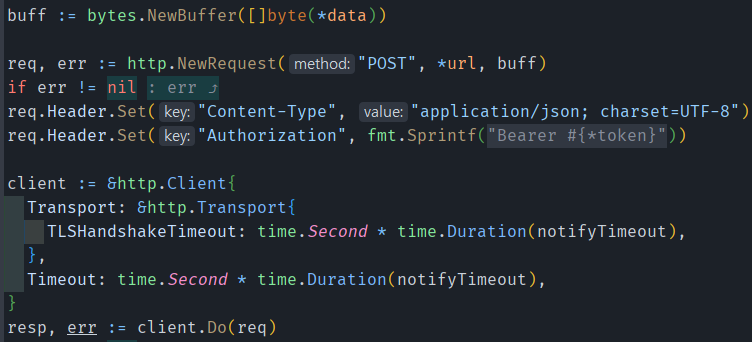 buff := bytes.NewBuffer([]byte(*data))
req, err := http.NewRequest(method: "POST", *url, buff)
if err != nil : err ⤴
req.Header.Set(key: "Content-Type", value: "application/json; charset=UTF-8")
req.Header.Set(key: "Authorization", fmt.Sprintf("Bearer #{*token}"))
client := &http.Client{
Transport: &http.Transport{
TLSHandshakeTimeout: time.Second * time.Duration(notifyTimeout),
},
Timeout: time.Second * time.Duration(notifyTimeout),
}
resp, err := client.Do(req)